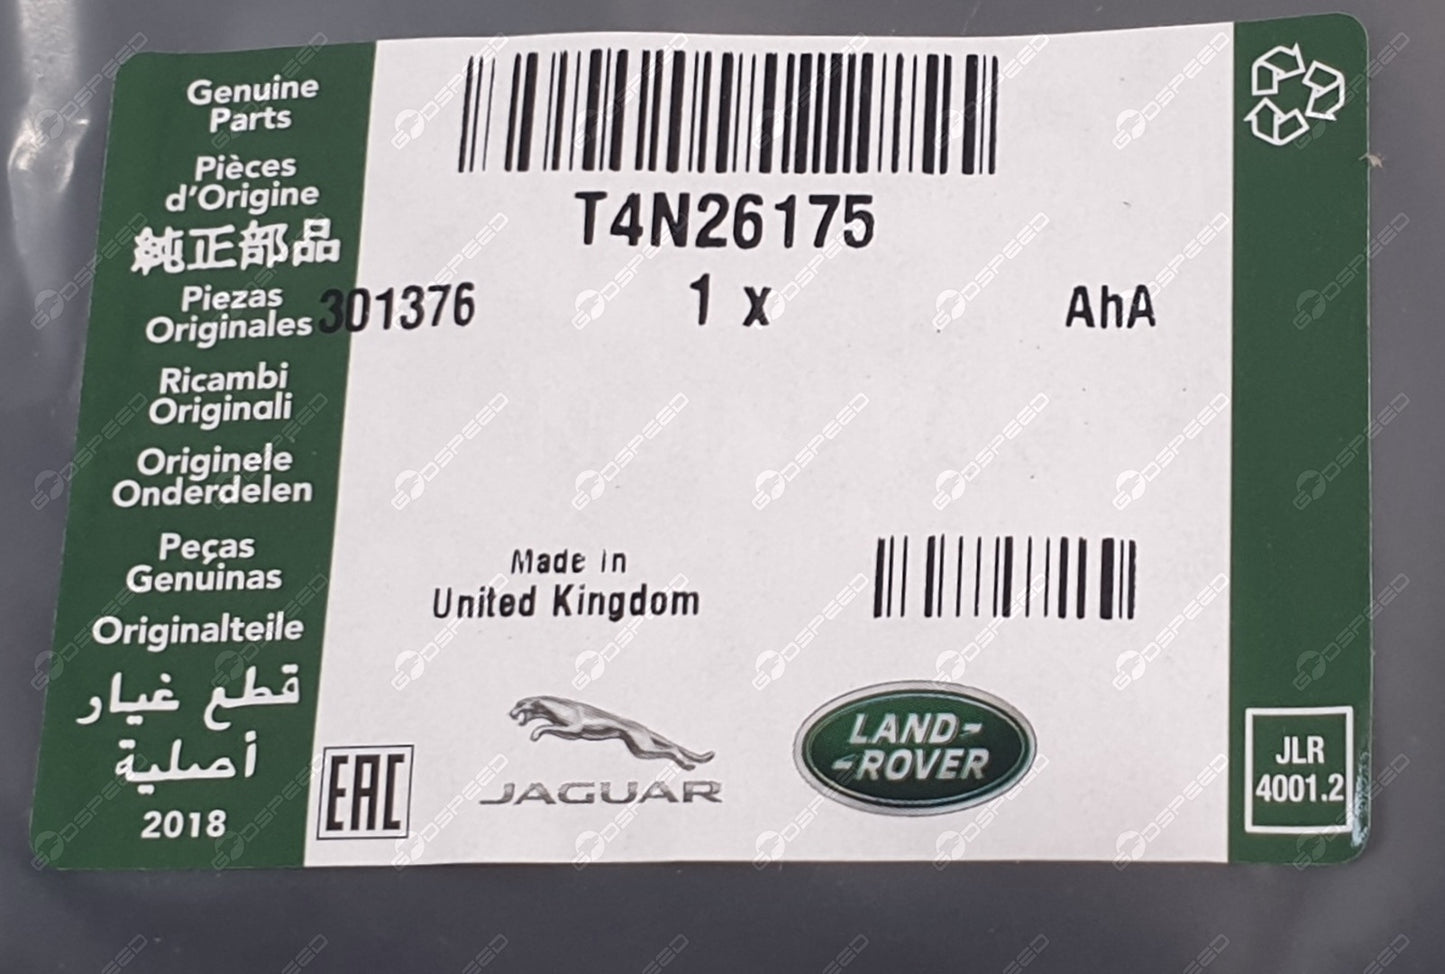 Genuine
Parts
Pièces
d'Origine
純正部品
Piezas
Originales
Ricambi
Originali
Originele
Onderdelen
Peças
Genuinas
Originalteile
قطع غيار
أصلية
2018
T4N26175
301376 1 x AhA
Made in
United Kingdom
EAC
JAGUAR
LAND-
-ROVER
JLR
4001.2
GODSPEED